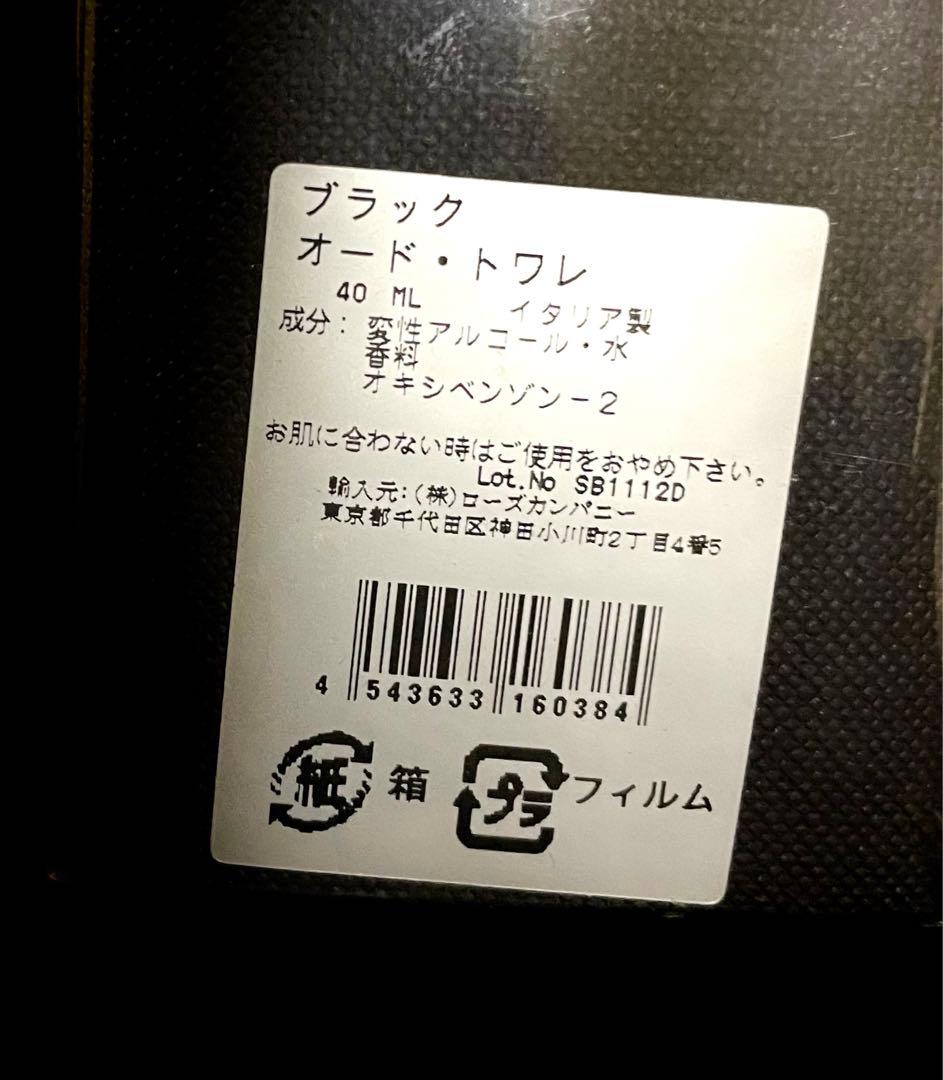 ブラック
オード・トワレ
40 ML イタリア製
成分: 変性アルコール・水
香料
オキシベンゾン-2
お肌に合わない時はご使用をおやめ下さい。
Lot.No SB1112D
輸入元:(株)ローズカンパニー
東京都千代田区神田小川町2丁目4番5
4 543633 160384
紙 箱 プラ フィルム